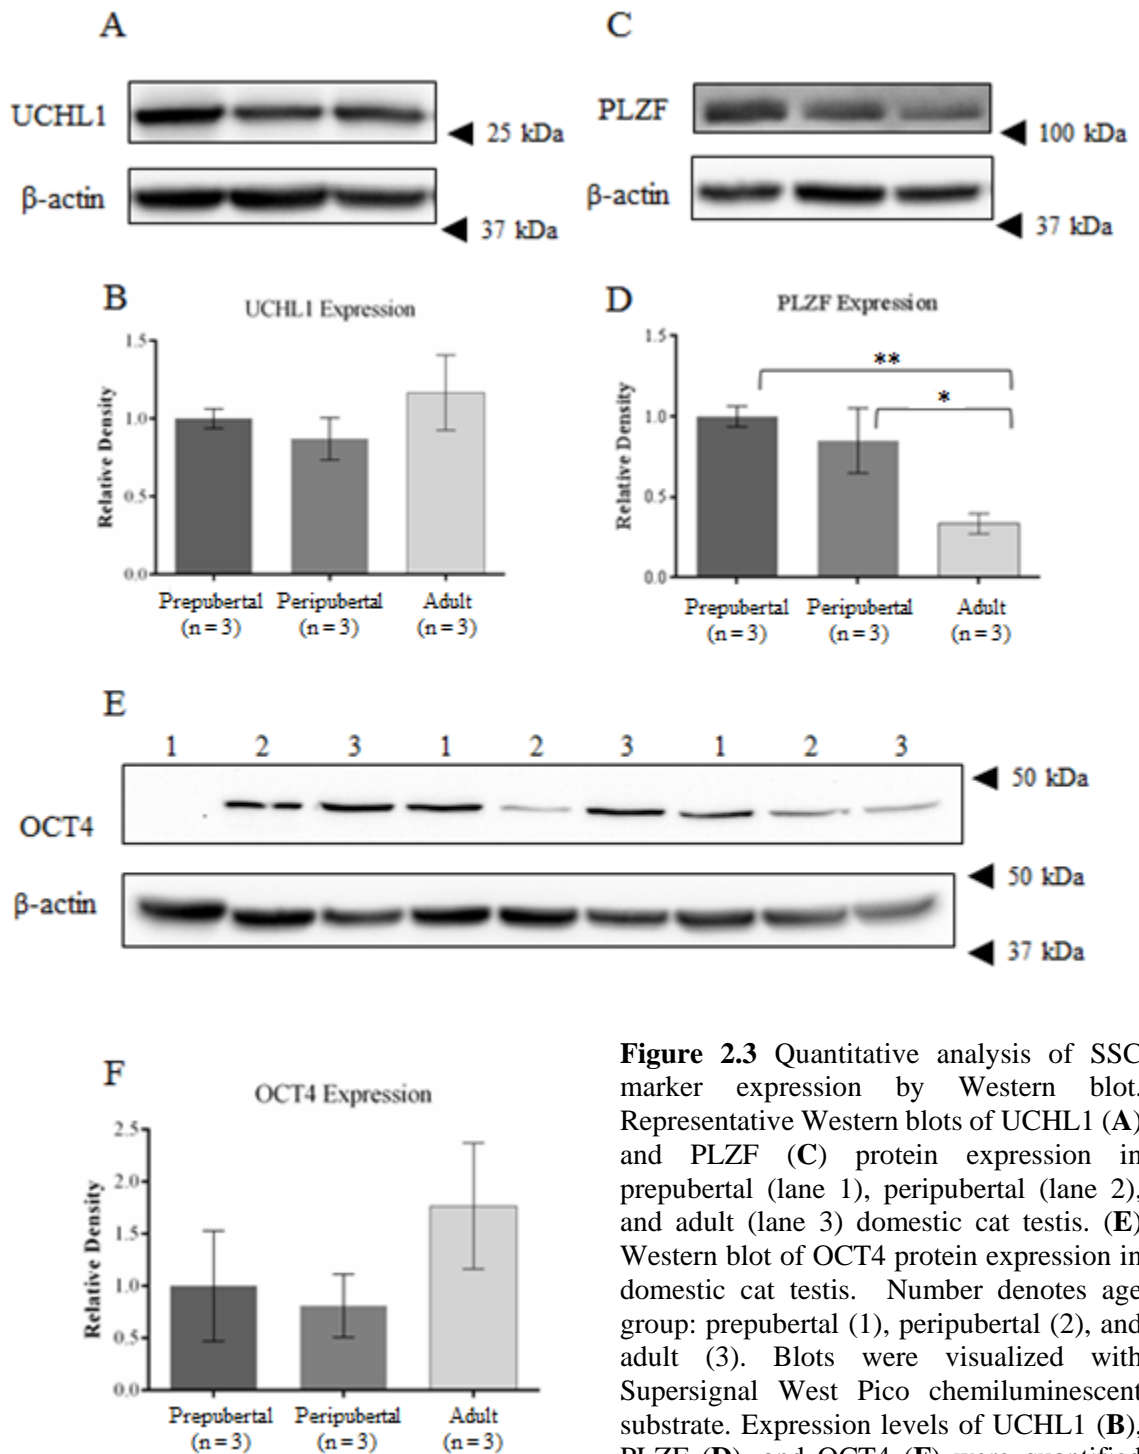 A
UCHL1
25 kDa
β-actin
37 kDa
C
PLZF
100 kDa
β-actin
37 kDa
B
UCHL1 Expression
Relative Density
1.5
1.0
0.5
0.0
Prepubertal Peripubertal Adult
(n = 3) (n = 3) (n = 3)
D
PLZF Expression
Relative Density
1.5
1.0
0.5
0.0
**
*
Prepubertal Peripubertal Adult
(n = 3) (n = 3) (n = 3)
E
1 2 3 1 2 3 1 2 3
OCT4
50 kDa
β-actin
50 kDa
37 kDa
F
OCT4 Expression
Relative Density
2.5
2.0
1.5
1.0
0.5
0.0
Prepubertal Peripubertal Adult
(n = 3) (n = 3) (n = 3)
Figure 2.3 Quantitative analysis of SSC
marker expression by Western blot.
Representative Western blots of UCHL1 (A)
and PLZF (C) protein expression in
prepubertal (lane 1), peripubertal (lane 2),
and adult (lane 3) domestic cat testis. (E)
Western blot of OCT4 protein expression in
domestic cat testis. Number denotes age
group: prepubertal (1), peripubertal (2), and
adult (3). Blots were visualized with
Supersignal West Pico chemiluminescent
substrate. Expression levels of UCHL1 (B),
PLZF (D), and OCT4 (F) were quantified